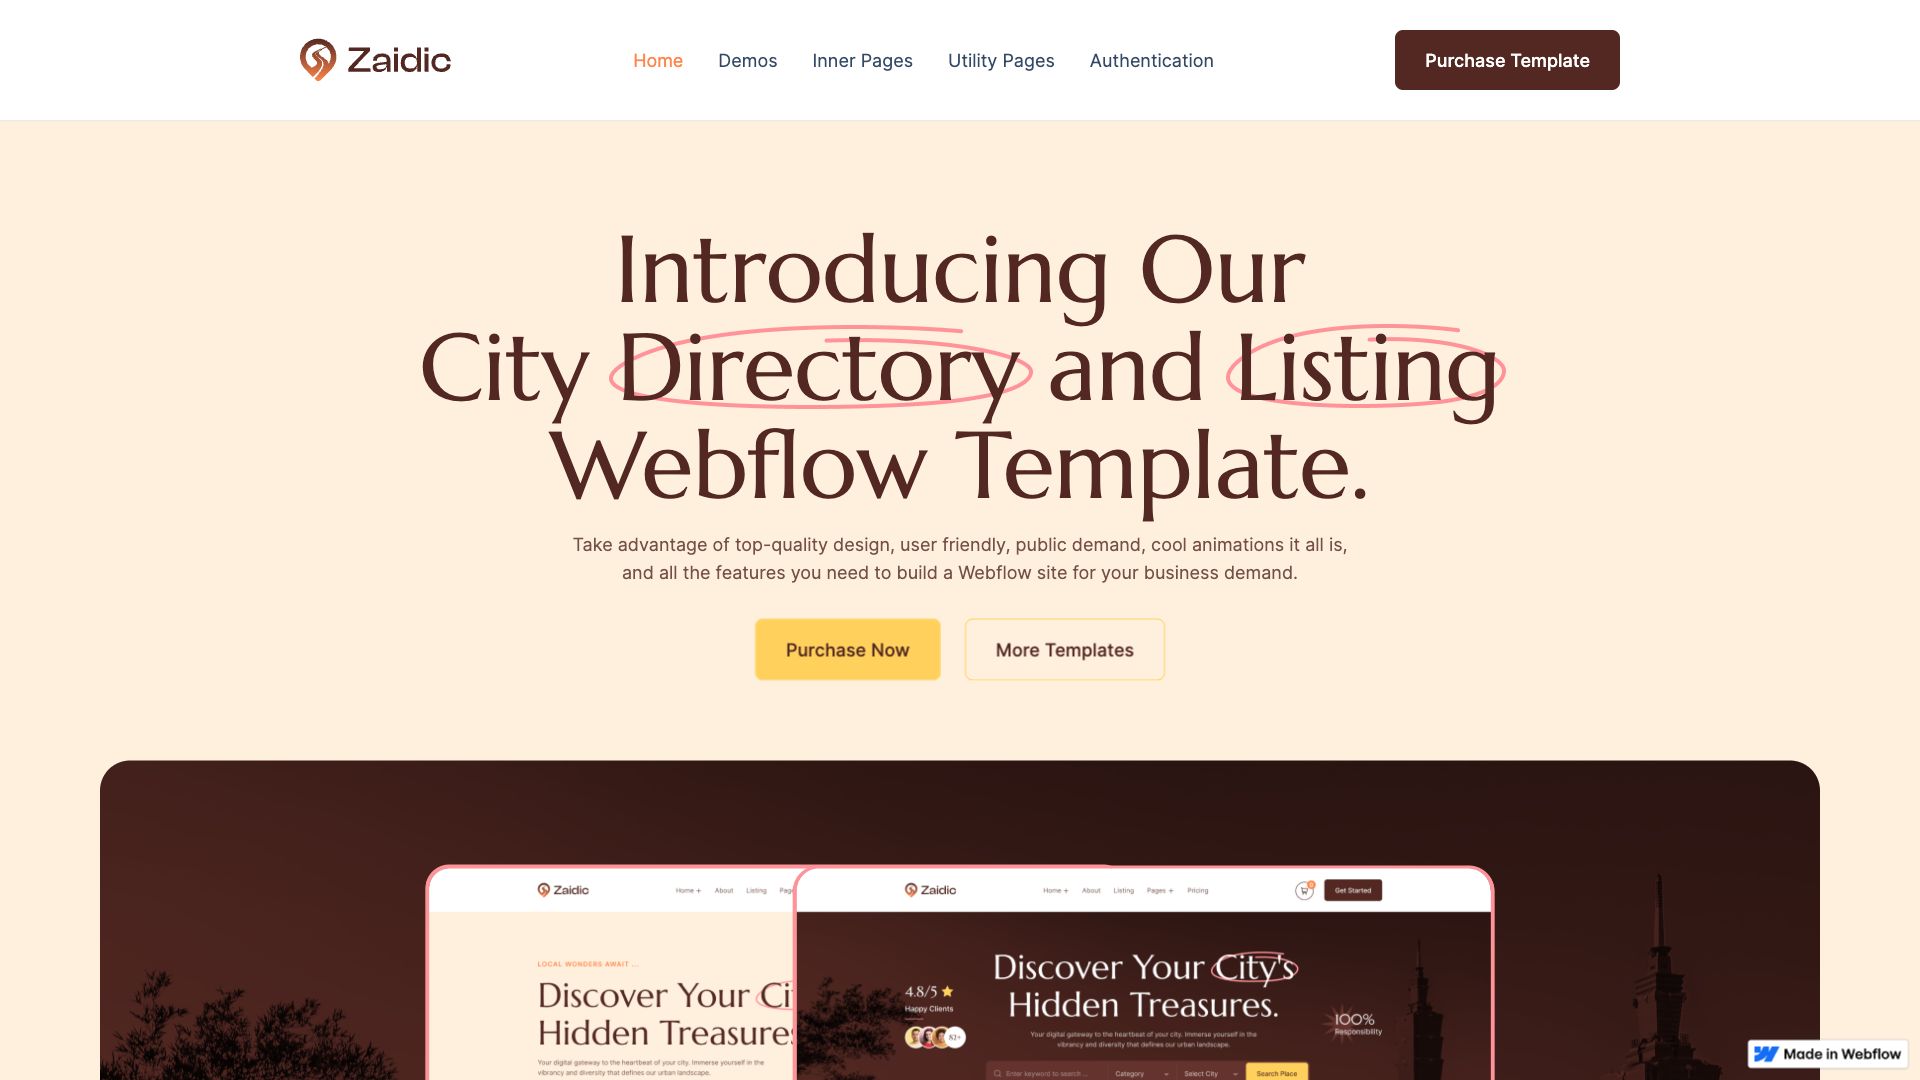 Zaidic
Home Demos Inner Pages Utility Pages Authentication
Purchase Template
Introducing Our
City Directory and Listing
Webflow Template.
Take advantage of top-quality design, user friendly, public demand, cool animations it all is,
and all the features you need to build a Webflow site for your business demand.
Purchase Now
More Templates
Zaidic
Home + About Listing
LOCAL WONDERS AWAIT ...
Discover Your
Hidden Treasures
Your digital gateway to the heartbeat of your city. Immerse yourself in the
vibrancy and diversity that defines our urban landscape.
Zaidic
Home + About Listing Pages + Pricing
0
Get Started
4.8/5
Happy Clients
81+
Discover Your City's
Hidden Treasures.
Your digital gateway to the heartbeat of your city. Immerse yourself in the
vibrancy and diversity that defines our urban landscape.
100%
Responsibility
Enter keyword to search ...
Category
Select City
Search Place
Made in Webflow